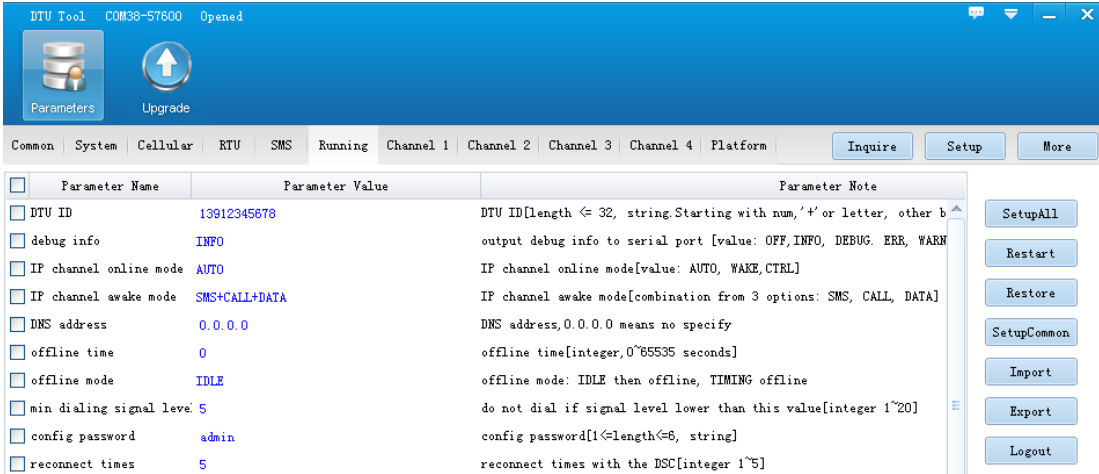 DTU Tool COM38-57600 Opened
Parameters Upgrade
Common System Cellular RTU SMS Running Channel 1 Channel 2 Channel 3 Channel 4 Platform Inquire Setup More
Parameter Name Parameter Value Parameter Note
DTU ID 13912345678 DTU ID[length <= 32, string.Starting with num,'+'or letter, other b
SetupAll
debug info INFO output debug info to serial port [value: OFF,INFO, DEBUG. ERR, WARN
Restart
IP channel online mode AUTO IP channel online mode[value: AUTO, WAKE,CTRL]
IP channel awake mode SMS+CALL+DATA IP channel awake mode[combination from 3 options: SMS, CALL, DATA]
Restore
DNS address 0.0.0.0 DNS address,0.0.0.0 means no specify
SetupCommon
offline time 0 offline time[integer,0~65535 seconds]
offline mode IDLE offline mode: IDLE then offline, TIMING offline
Import
min dialing signal leve 5 do not dial if signal level lower than this value[integer 1~20]
Export
config password admin config password[1<=length<=6, string]
Logout
reconnect times 5 reconnect times with the DSC[integer 1~5]